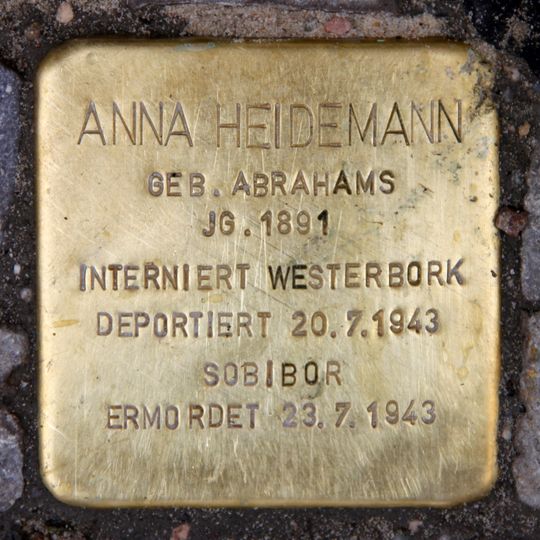 ANNA HEIDEMANN
GEB. ABRAHAMS
JG. 1891
INTERNIERT WESTERBORK
DEPORTIERT 20.7.1943
SOBIBOR
ERMORDET 23.7.1943